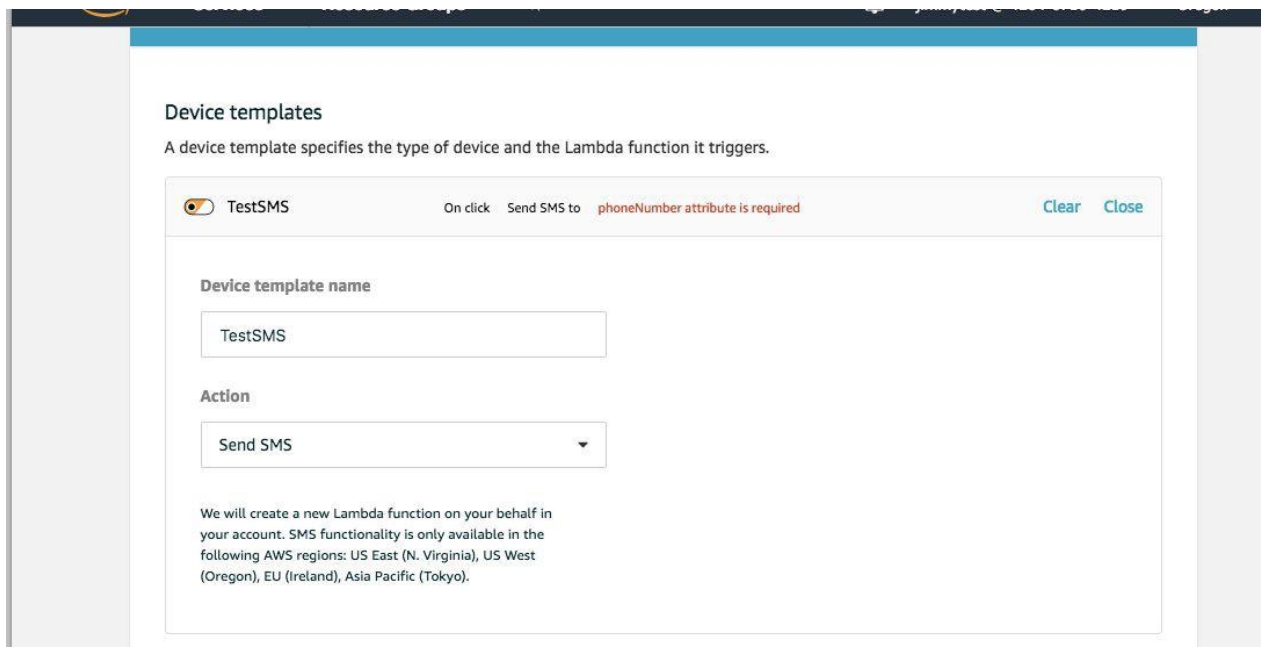 Device templates
A device template specifies the type of device and the Lambda function it triggers.
TestSMS On click Send SMS to phoneNumber attribute is required Clear Close
Device template name
TestSMS
Action
Send SMS
We will create a new Lambda function on your behalf in
your account. SMS functionality is only available in the
following AWS regions: US East (N. Virginia), US West
(Oregon), EU (Ireland), Asia Pacific (Tokyo).